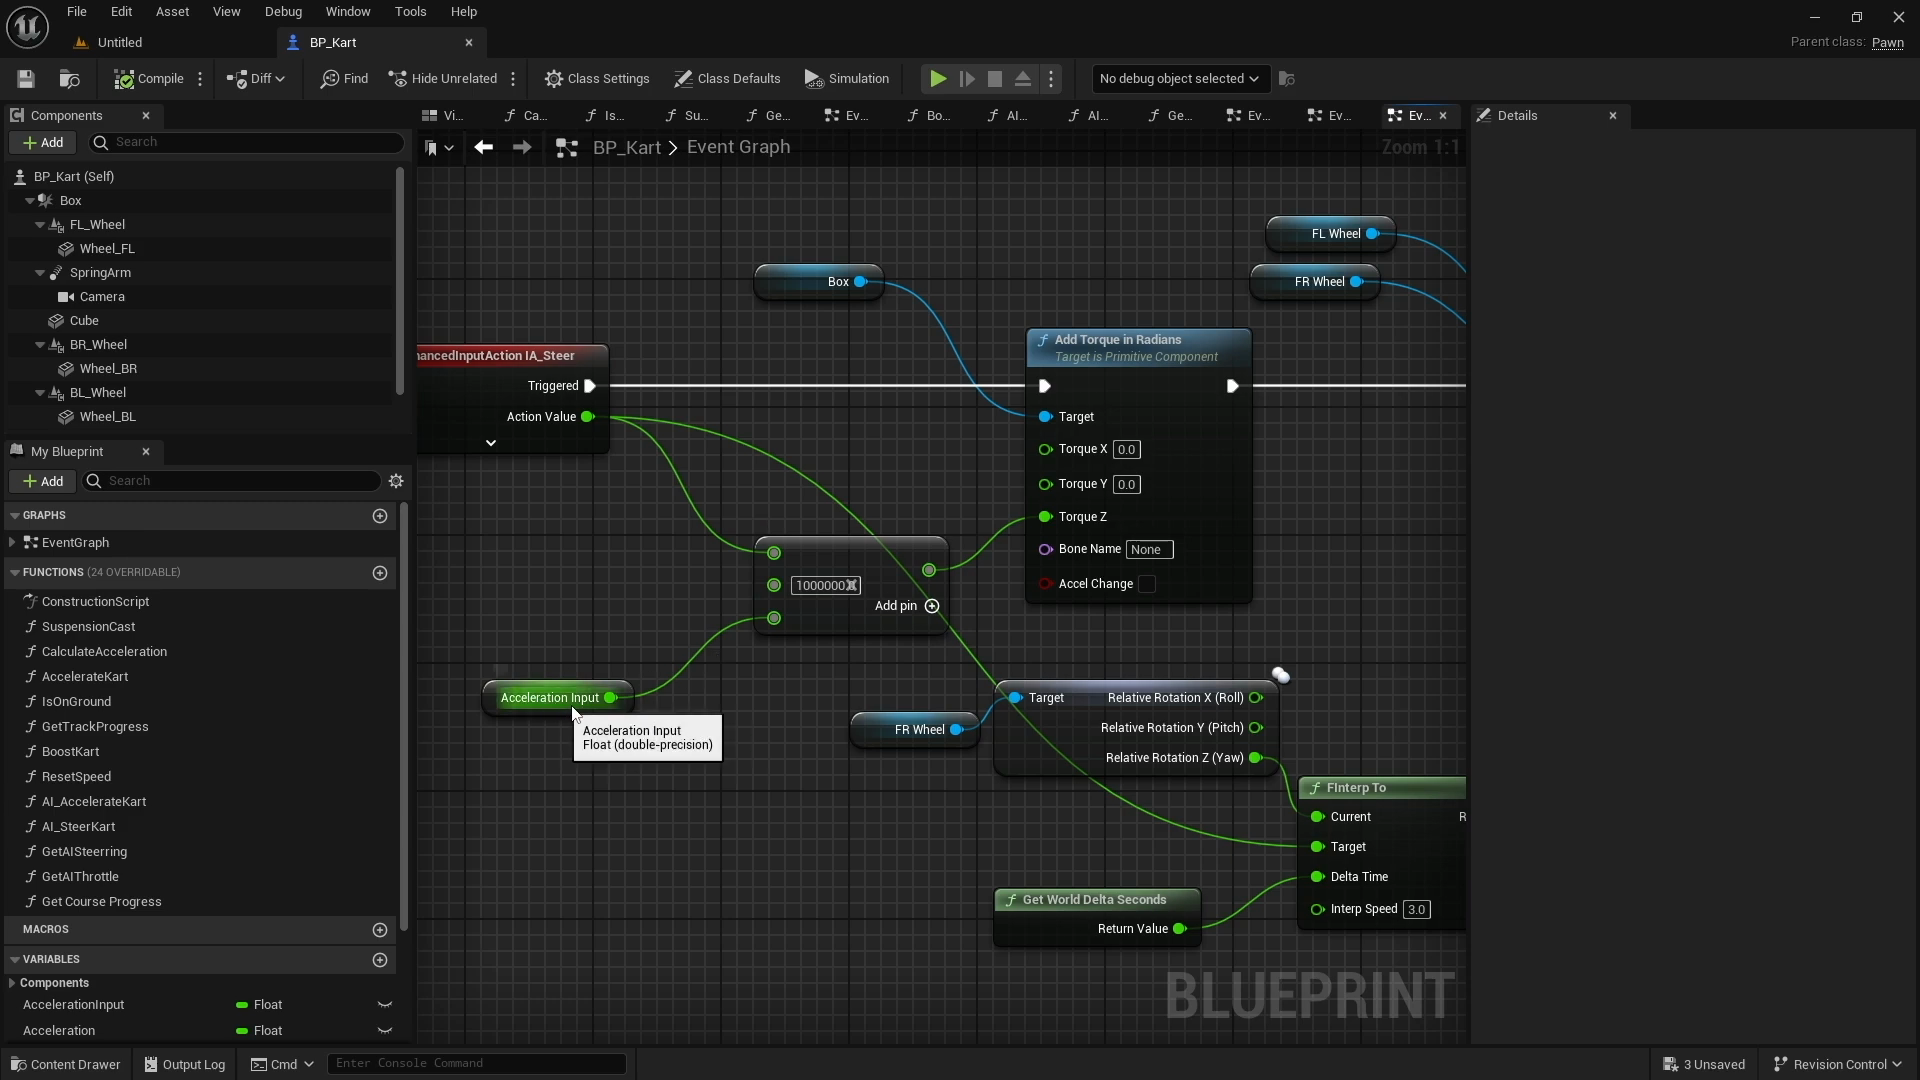 File Edit Asset View Debug Window Tools Help
Untitled
BP_Kart
Parent class: Pawn
Compile
Diff
Find
Hide Unrelated
Class Settings
Class Defaults
Simulation
No debug object selected
Components
Add
Search
BP_Kart (Self)
Box
FL_Wheel
Wheel_FL
SpringArm
Camera
Cube
BR_Wheel
Wheel_BR
BL_Wheel
Wheel_BL
My Blueprint
Add
Search
GRAPHS
EventGraph
FUNCTIONS (24 OVERRIDABLE)
ConstructionScript
SuspensionCast
CalculateAcceleration
AccelerateKart
IsOnGround
GetTrackProgress
BoostKart
ResetSpeed
AI_AccelerateKart
AI_SteerKart
GetAISteerring
GetAIThrottle
Get Course Progress
MACROS
VARIABLES
Components
AccelerationInput Float
Acceleration Float
Vi... Ca... Is... Su... Ge... Ev... Bo... AI... AI... Ge... Ev... Ev... Ev...
BP_Kart > Event Graph
Zoom 1:1
FL Wheel
FR Wheel
Box
nancedInputAction IA_Steer
Triggered
Action Value
Add Torque in Radians
Target is Primitive Component
Target
Torque X 0.0
Torque Y 0.0
Torque Z
Bone Name None
Accel Change
Add pin
Acceleration Input
Acceleration Input
Float (double-precision)
FR Wheel
Target
Relative Rotation X (Roll)
Relative Rotation Y (Pitch)
Relative Rotation Z (Yaw)
FInterp To
Current R
Target
Delta Time
Interp Speed 3.0
Get World Delta Seconds
Return Value
BLUEPRINT
Details
Content Drawer
Output Log
Cmd
Enter Console Command
3 Unsaved
Revision Control